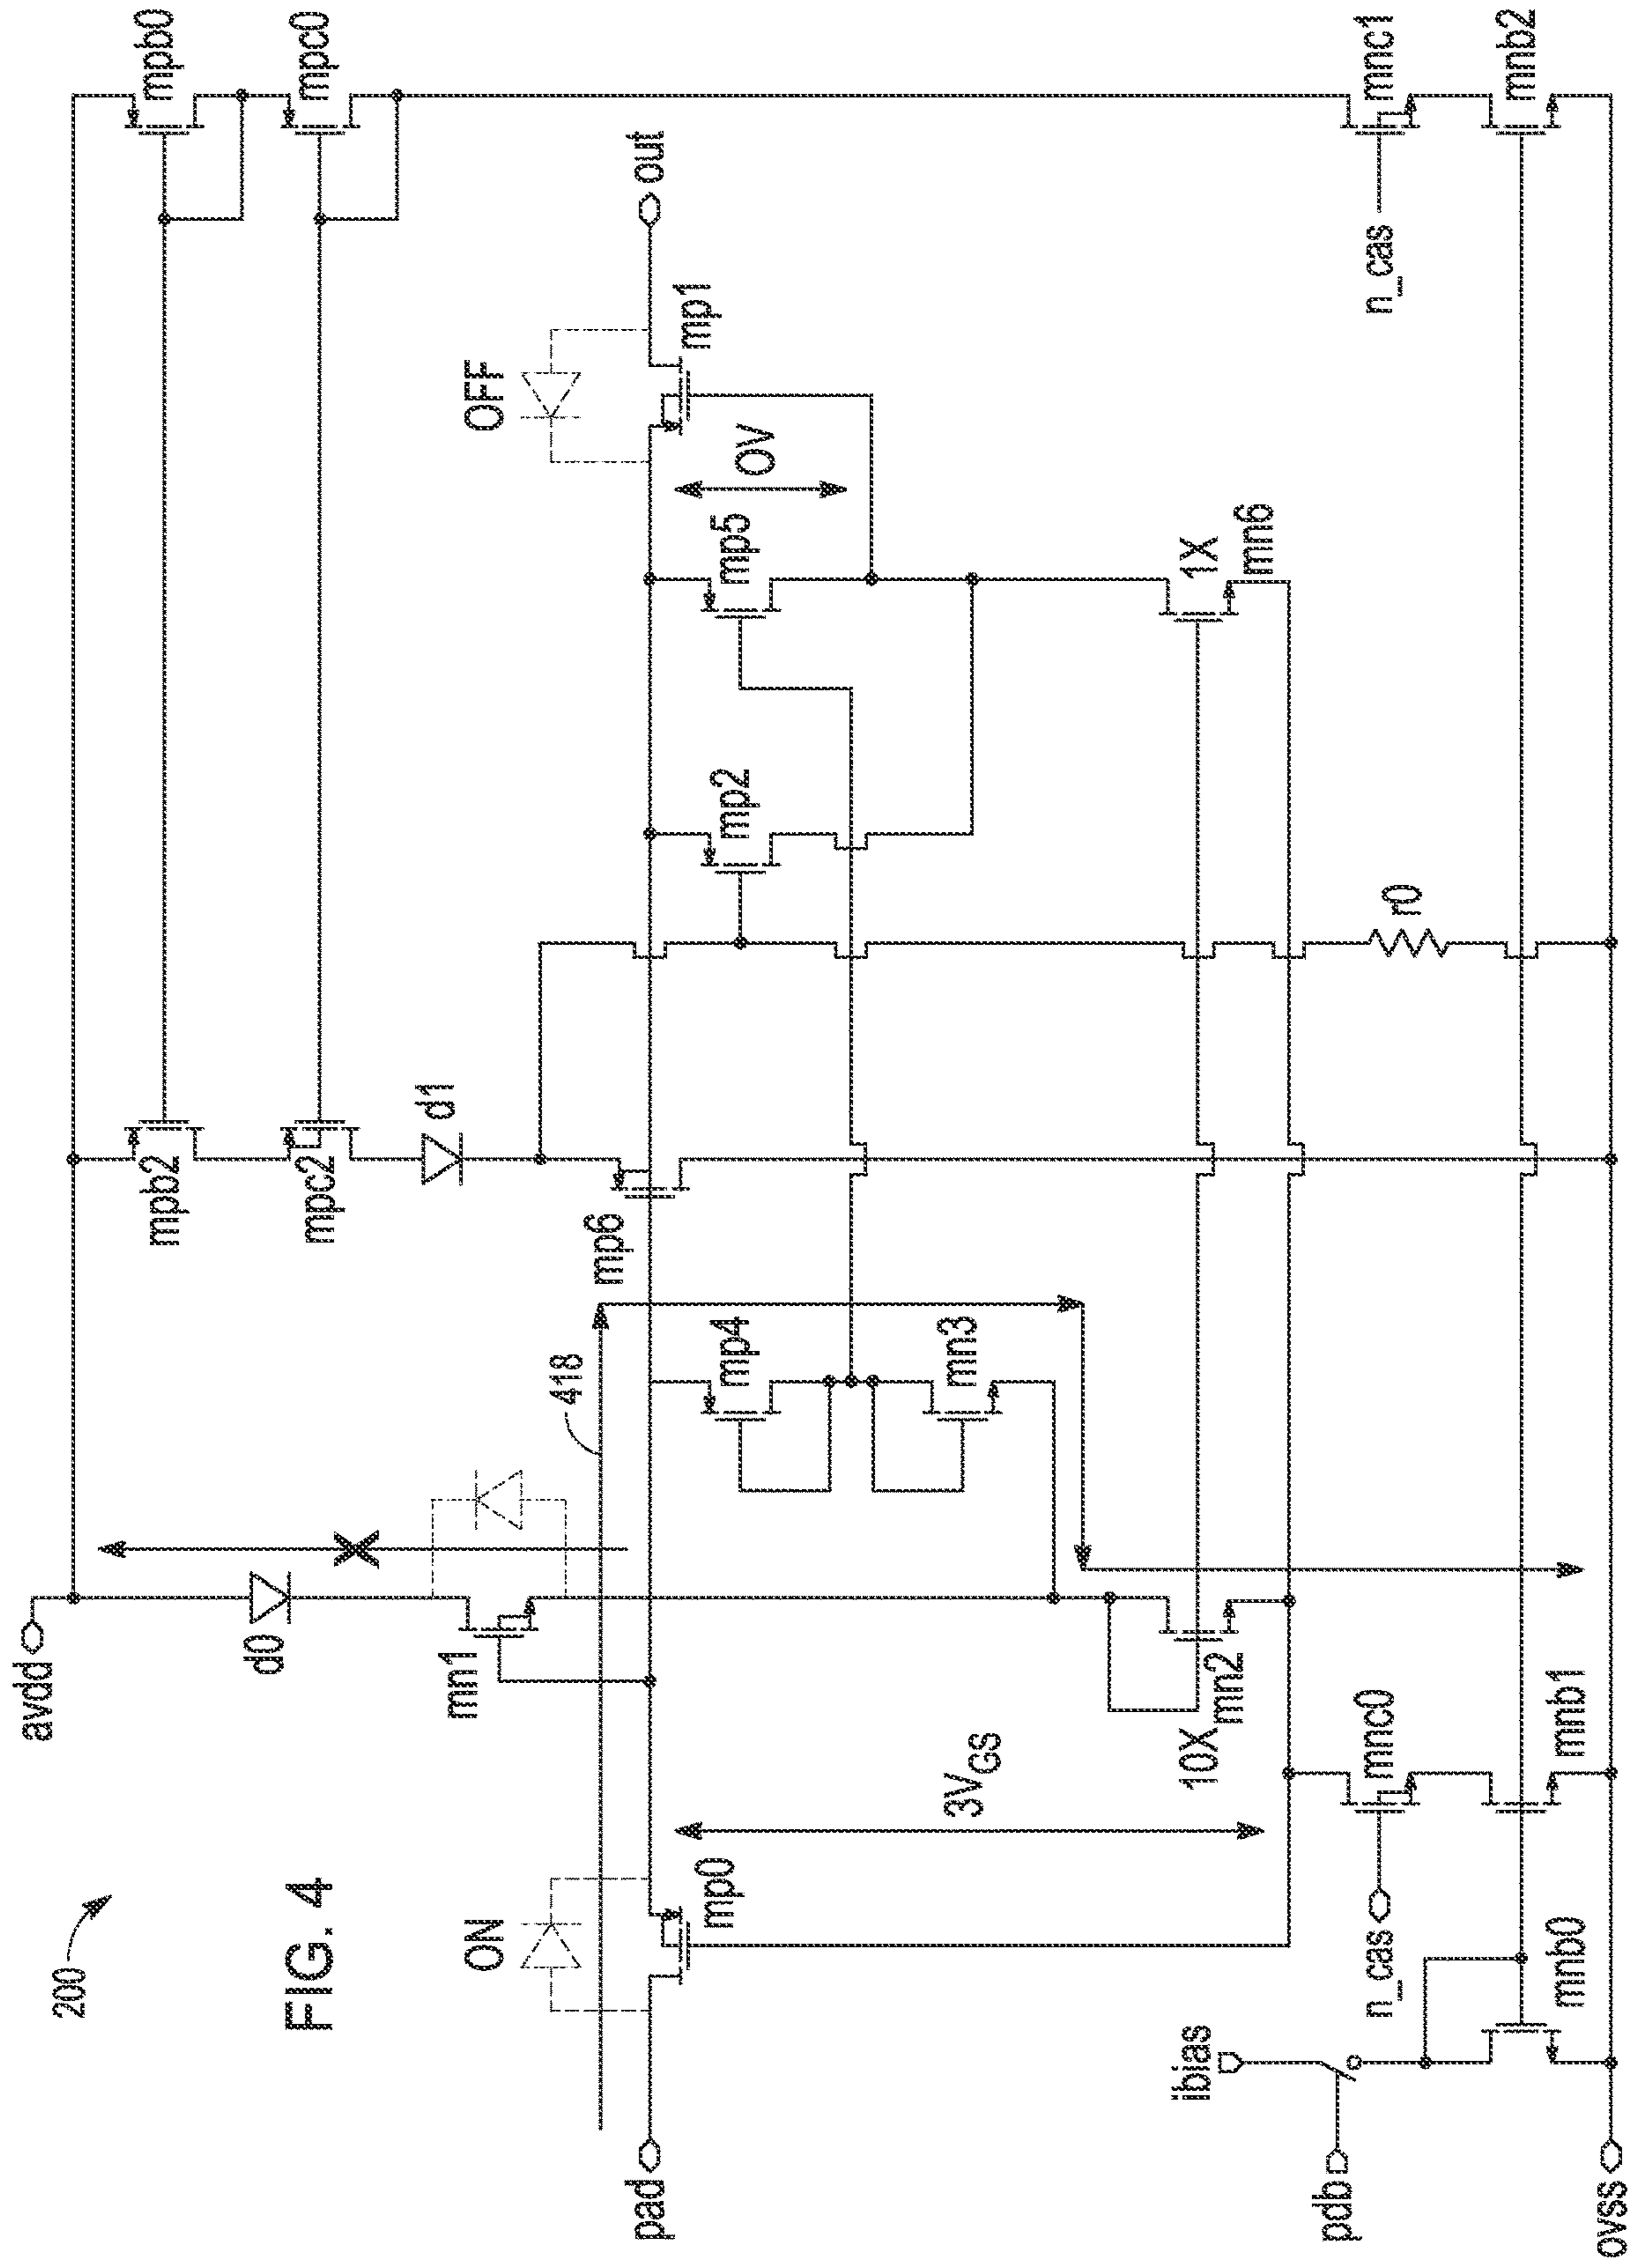 200
FIG. 4
avdd
d0
mn1
mpb2
mpc2
d1
mpb0
mpc0
418
mp6
ON
OFF
pad
out
mp0
mp4
mn3
mp2
mp5
0V
mp1
3V_GS
10X
mn2
1X
mn6
r0
ibias
pdb
n_cas
mnc0
n_cas
mnc1
mnb0
mnb1
mnb2
ovss